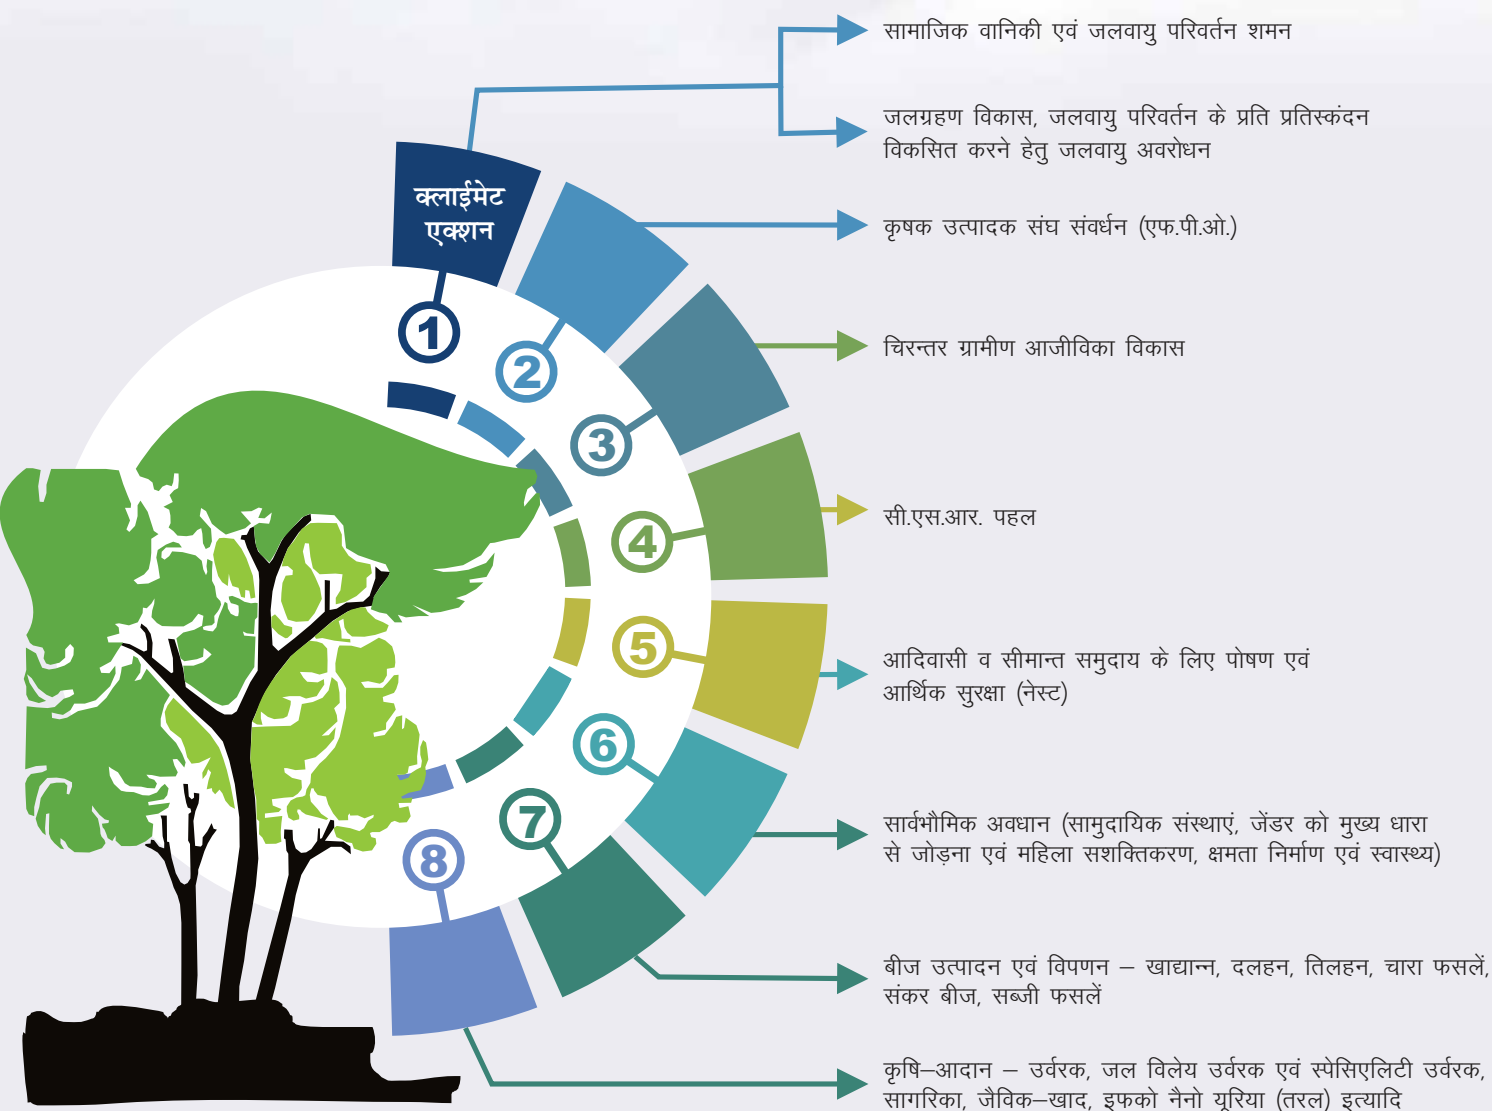 सामाजिक वानिकी एवं जलवायु परिवर्तन शमन
जलग्रहण विकास, जलवायु परिवर्तन के प्रति प्रतिस्कंदन
विकसित करने हेतु जलवायु अवरोधन
क्लाईमेट
एक्शन
कृषक उत्पादक संघ संवर्धन (एफ.पी.ओ.)
1
2
चिरन्तर ग्रामीण आजीविका विकास
3
सी.एस.आर. पहल
4
5
आदिवासी व सीमान्त समुदाय के लिए पोषण एवं
आर्थिक सुरक्षा (नेस्ट)
6
सार्वभौमिक अवधान (सामुदायिक संस्थाएं, जेंडर को मुख्य धारा
से जोड़ना एवं महिला सशक्तिकरण, क्षमता निर्माण एवं स्वास्थ्य)
7
8
बीज उत्पादन एवं विपणन – खाद्यान्न, दलहन, तिलहन, चारा फसलें,
संकर बीज, सब्जी फसलें
कृषि–आदान – उर्वरक, जल विलेय उर्वरक एवं स्पेसिएलिटी उर्वरक,
सागरिका, जैविक–खाद, इफको नैनो यूरिया (तरल) इत्यादि